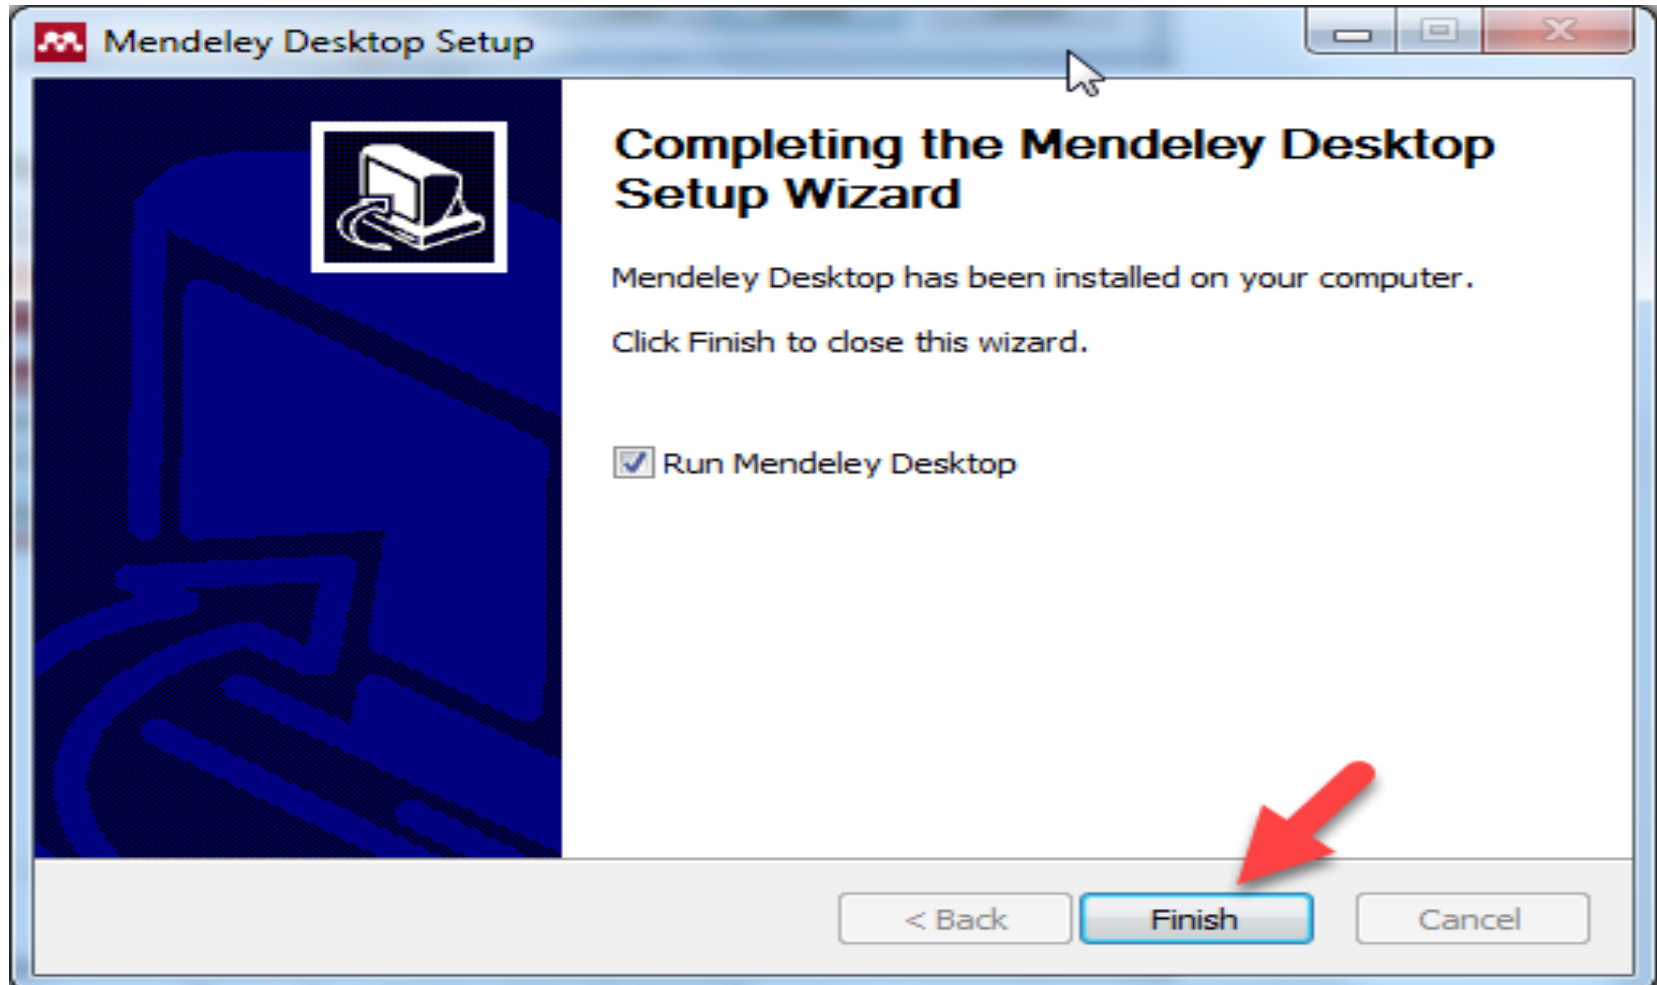 Mendeley Desktop Setup
Completing the Mendeley Desktop
Setup Wizard
Mendeley Desktop has been installed on your computer.
Click Finish to close this wizard.
Run Mendeley Desktop
< Back
Finish
Cancel